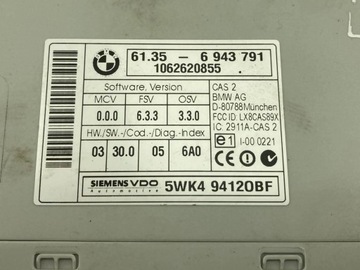 BMW
61.35 - 6 943 791
1062620855 .
Software, Version
MCV FSV OSV
0.0.0 6.3.3 3.3.0
HW./SW.-/Cod.-/Diag.-Index
03 30.0 05 6A0
CAS 2
BMW AG
D-80788München
FCC ID: LX8CAS89X
IC: 2911A-CAS 2
e1 I-00 0221
SIEMENS VDO
Automotive
5WK4 94120BF